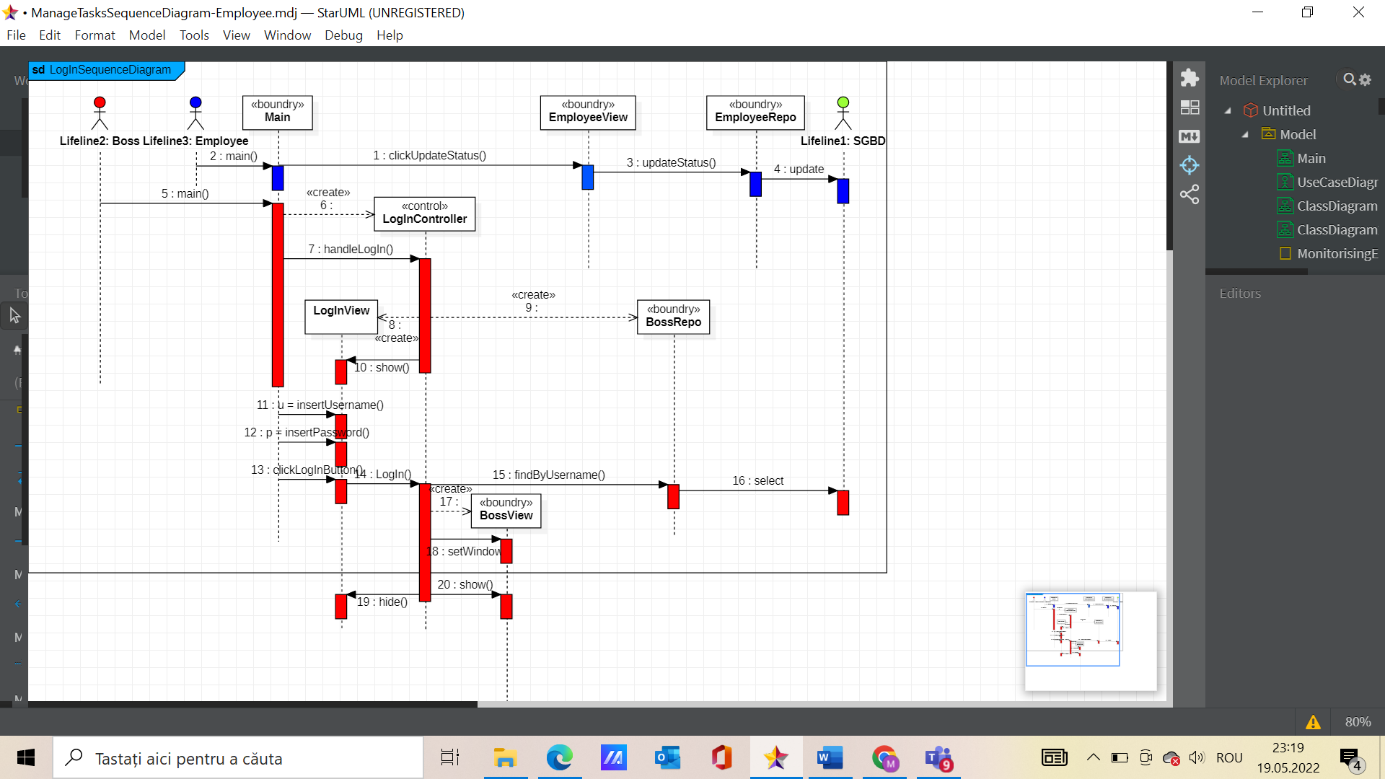 • ManageTasksSequenceDiagram-Employee.mdj — StarUML (UNREGISTERED)
File Edit Format Model Tools View Window Debug Help
sd LogInSequenceDiagram
Model Explorer
Untitled
Model
Main
UseCaseDiagr
ClassDiagram
ClassDiagram
MonitorisingE
Editors
«boundry»
Main
«boundry»
EmployeeView
«boundry»
EmployeeRepo
Lifeline2: Boss
Lifeline3: Employee
Lifeline1: SGBD
2 : main()
1 : clickUpdateStatus()
3 : updateStatus()
4 : update
5 : main()
«create»
6 :
«control»
LogInController
7 : handleLogIn()
LogInView
8 :
«create»
«create»
9 :
«boundry»
BossRepo
10 : show()
11 : u = insertUsername()
12 : p = insertPassword()
13 : clickLogInButton()
14 : LogIn()
15 : findByUsername()
16 : select
«create»
17 :
«boundry»
BossView
18 : setWindow
20 : show()
19 : hide()
80%
Tastați aici pentru a căuta
ROU
23:19
19.05.2022
9
4